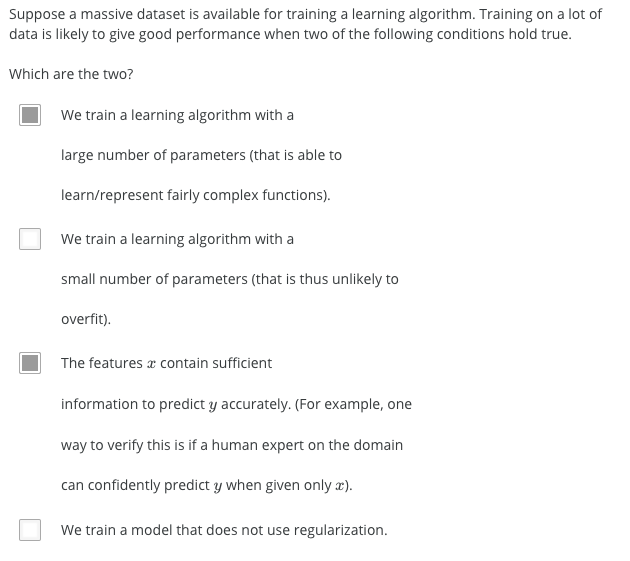 Suppose a massive dataset is available for training a learning algorithm. Training on a lot of
data is likely to give good performance when two of the following conditions hold true.
Which are the two?
We train a learning algorithm with a
large number of parameters (that is able to
learn/represent fairly complex functions).
We train a learning algorithm with a
small number of parameters (that is thus unlikely to
overfit).
The features x contain sufficient
information to predict y accurately. (For example, one
way to verify this is if a human expert on the domain
can confidently predict y when given only x).
We train a model that does not use regularization.